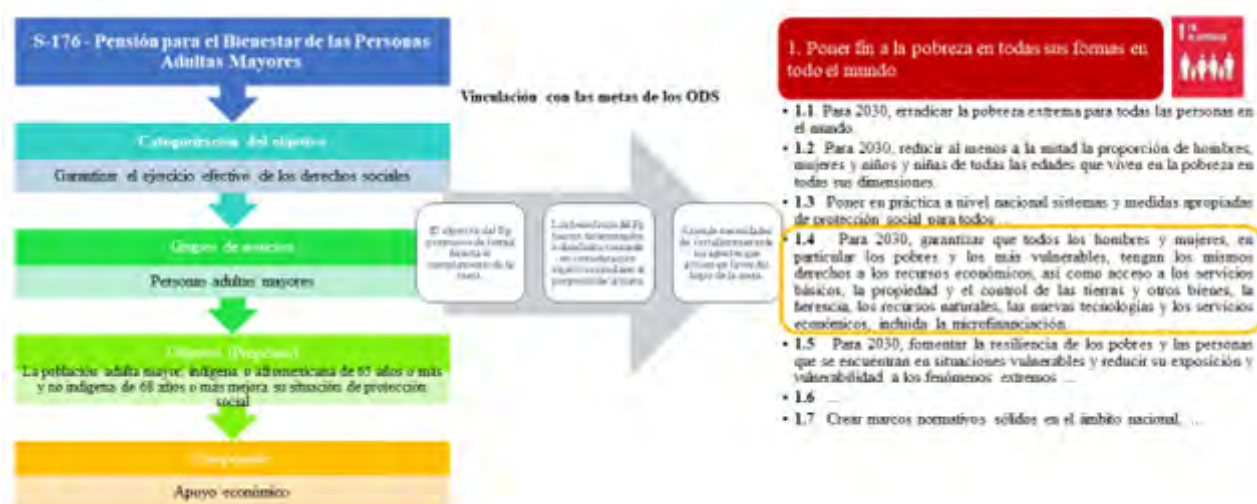 S-176 - Pensión para el Bienestar de las Personas
Adultas Mayores
Categorización del objetivo
Garantizar el ejercicio efectivo de los derechos sociales
Grupos de atención
Personas adultas mayores
Objetivo (Propósito)
La población adulta mayor, indígena o afromexicana de 65 años o más
y no indígena de 68 años o más mejora su situación de protección
social
Componente
Apoyo económico
Vinculación con las metas de los ODS
El objetivo del Pp
cumplimiento de la
meta.
1. Poner fin a la pobreza en todas sus formas en
todo el mundo
• 1.1 Para 2030, erradicar la pobreza extrema para todas las personas en
el mundo.
• 1.2 Para 2030, reducir al menos a la mitad la proporción de hombres,
mujeres y niños y niñas de todas las edades que viven en la pobreza en
todas sus dimensiones.
• 1.3 Poner en práctica a nivel nacional sistemas y medidas apropiadas
de protección social para todos ...
• 1.4 Para 2030, garantizar que todos los hombres y mujeres, en
particular los pobres y los más vulnerables, tengan los mismos
derechos a los recursos económicos, así como acceso a los servicios
básicos, la propiedad y el control de las tierras y otros bienes, la
herencia, los recursos naturales, las nuevas tecnologías y los servicios
económicos, incluida la microfinanciación.
• 1.5 Para 2030, fomentar la resiliencia de los pobres y las personas
que se encuentran en situaciones vulnerables y reducir su exposición y
vulnerabilidad a los fenómenos extremos ...
• 1.6 ...
• 1.7 Crear marcos normativos sólidos en el ámbito nacional, ...